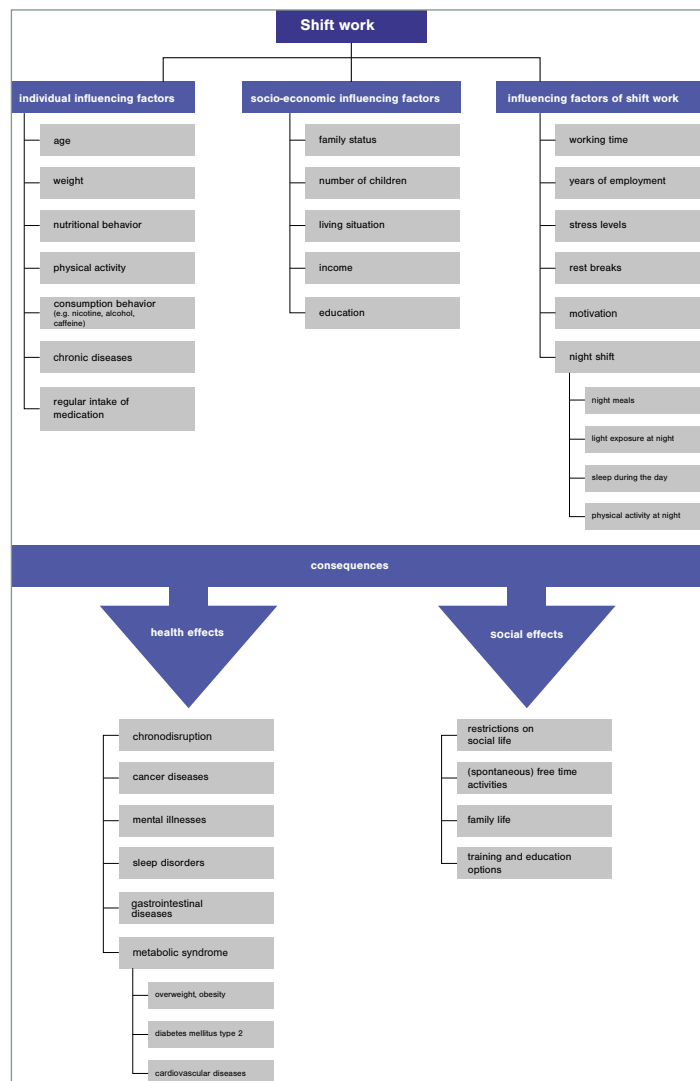 Shift work
individual influencing factors
age
weight
nutritional behavior
physical activity
consumption behavior
(e.g. nicotine, alcohol,
caffeine)
chronic diseases
regular intake of
medication
socio-economic influencing factors
family status
number of children
living situation
income
education
influencing factors of shift work
working time
years of employment
stress levels
rest breaks
motivation
night shift
night meals
light exposure at night
sleep during the day
physical activity at night
consequences
health effects
chronodisruption
cancer diseases
mental illnesses
sleep disorders
gastrointestinal
diseases
metabolic syndrome
overweight, obesity
diabetes mellitus type 2
cardiovascular diseases
social effects
restrictions on
social life
(spontaneous) free time
activities
family life
training and education
options